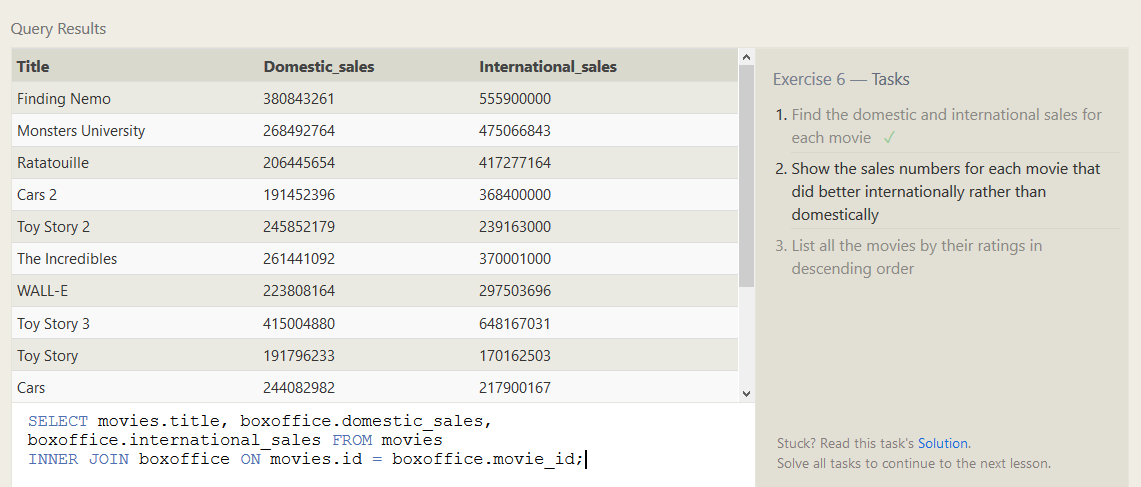 Query Results
Title Domestic_sales International_sales
Finding Nemo 380843261 555900000
Monsters University 268492764 475066843
Ratatouille 206445654 417277164
Cars 2 191452396 368400000
Toy Story 2 245852179 239163000
The Incredibles 261441092 370001000
WALL-E 223808164 297503696
Toy Story 3 415004880 648167031
Toy Story 191796233 170162503
Cars 244082982 217900167
SELECT movies.title, boxoffice.domestic_sales,
boxoffice.international_sales FROM movies
INNER JOIN boxoffice ON movies.id = boxoffice.movie_id;
Exercise 6 — Tasks
1. Find the domestic and international sales for
each movie ✓
2. Show the sales numbers for each movie that
did better internationally rather than
domestically
3. List all the movies by their ratings in
descending order
Stuck? Read this task's Solution.
Solve all tasks to continue to the next lesson.